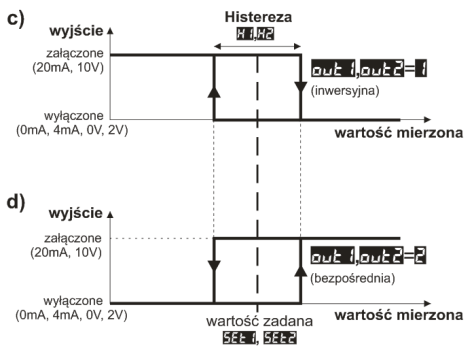 c)
wyjście
Histereza
H1,H2
załączone
(20mA, 10V)
out1,out2=1
(inwersyjna)
wyłączone
(0mA, 4mA, 0V, 2V)
wartość mierzona
d)
wyjście
załączone
(20mA, 10V)
out1,out2=2
(bezpośrednia)
wyłączone
(0mA, 4mA, 0V, 2V)
wartość zadana
SEt1, SEt2
wartość mierzona